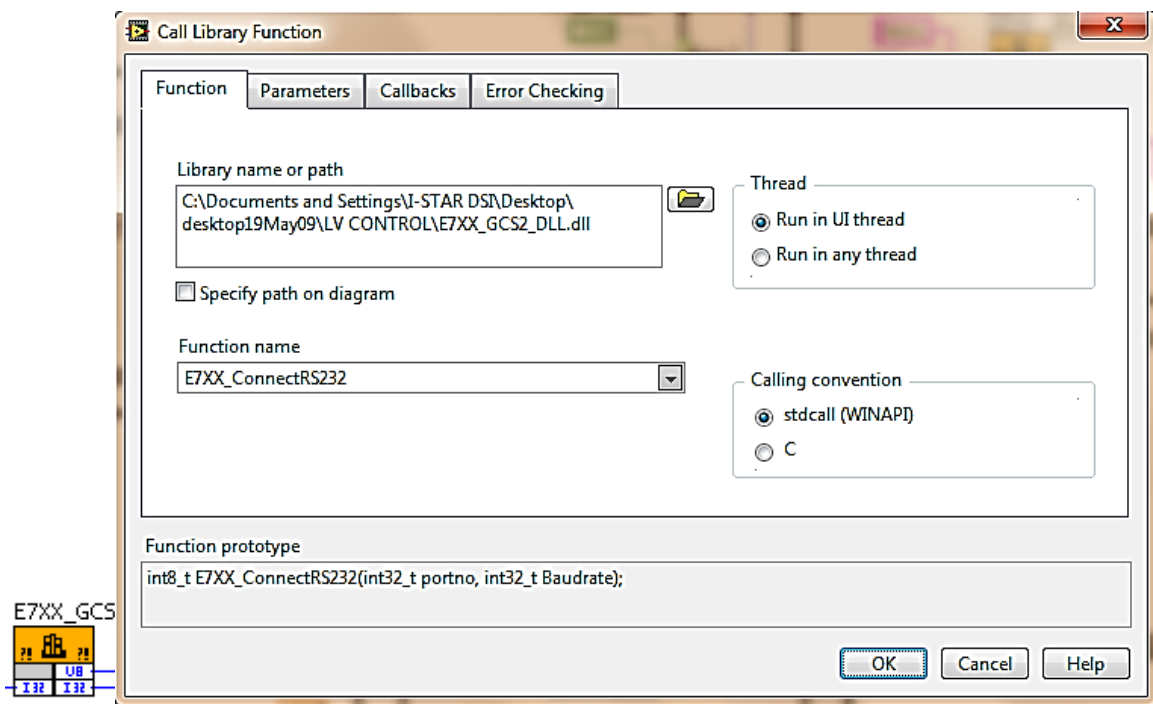 Call Library Function
Function
Parameters
Callbacks
Error Checking
Library name or path
C:\Documents and Settings\I-STAR DSI\Desktop\
desktop19May09\LV CONTROL\E7XX_GCS2_DLL.dll
Thread
Run in UI thread
Run in any thread
Specify path on diagram
Function name
E7XX_ConnectRS232
Calling convention
stdcall (WINAPI)
C
Function prototype
int8_t E7XX_ConnectRS232(int32_t portno, int32_t Baudrate);
OK
Cancel
Help
E7XX_GCS
?! ?!
U8
I32 I32